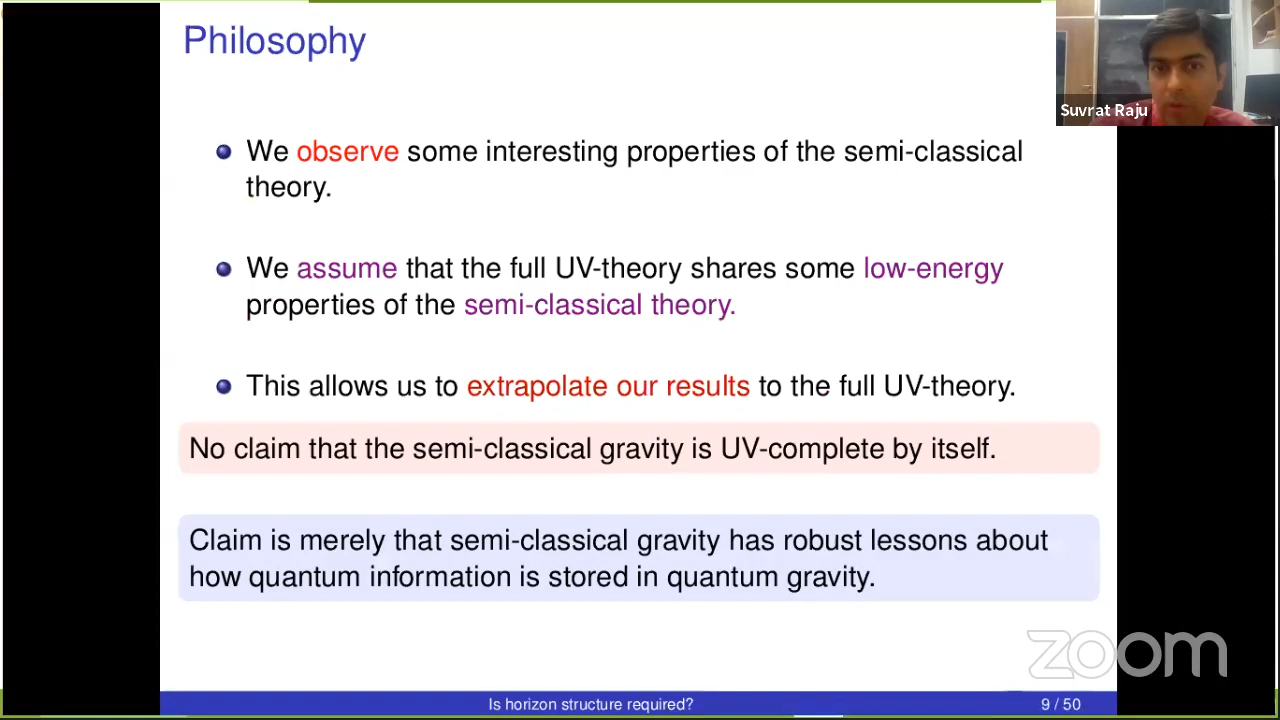 Philosophy
Suvrat Raju
We observe some interesting properties of the semi-classical
theory.
We assume that the full UV-theory shares some low-energy
properties of the semi-classical theory.
This allows us to extrapolate our results to the full UV-theory.
No claim that the semi-classical gravity is UV-complete by itself.
Claim is merely that semi-classical gravity has robust lessons about
how quantum information is stored in quantum gravity.
zoom
Is horizon structure required?
9 / 50